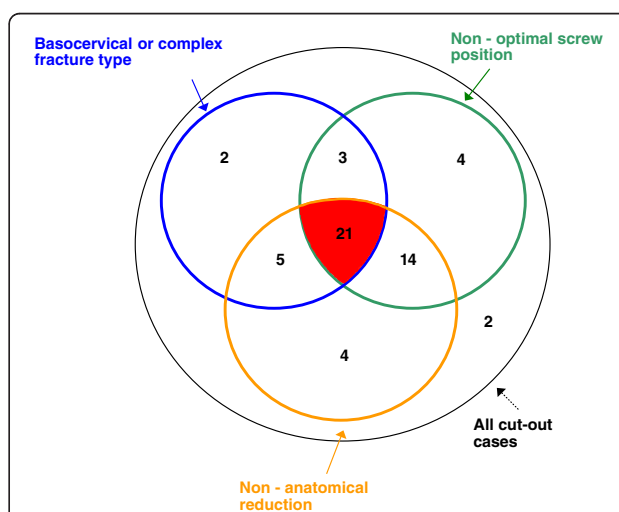 Basocervical or complex
fracture type
Non - optimal screw
position
2
3
4
21
5
14
2
4
All cut-out
cases
Non - anatomical
reduction